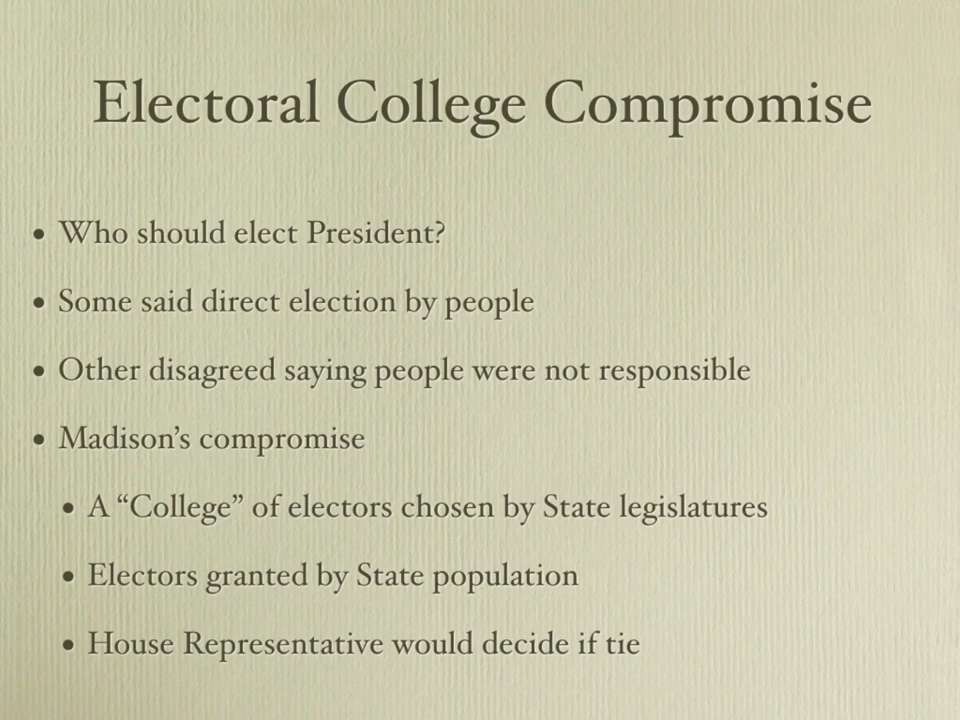 Electoral College Compromise
• Who should elect President?
• Some said direct election by people
• Other disagreed saying people were not responsible
• Madison’s compromise
• A “College” of electors chosen by State legislatures
• Electors granted by State population
• House Representative would decide if tie